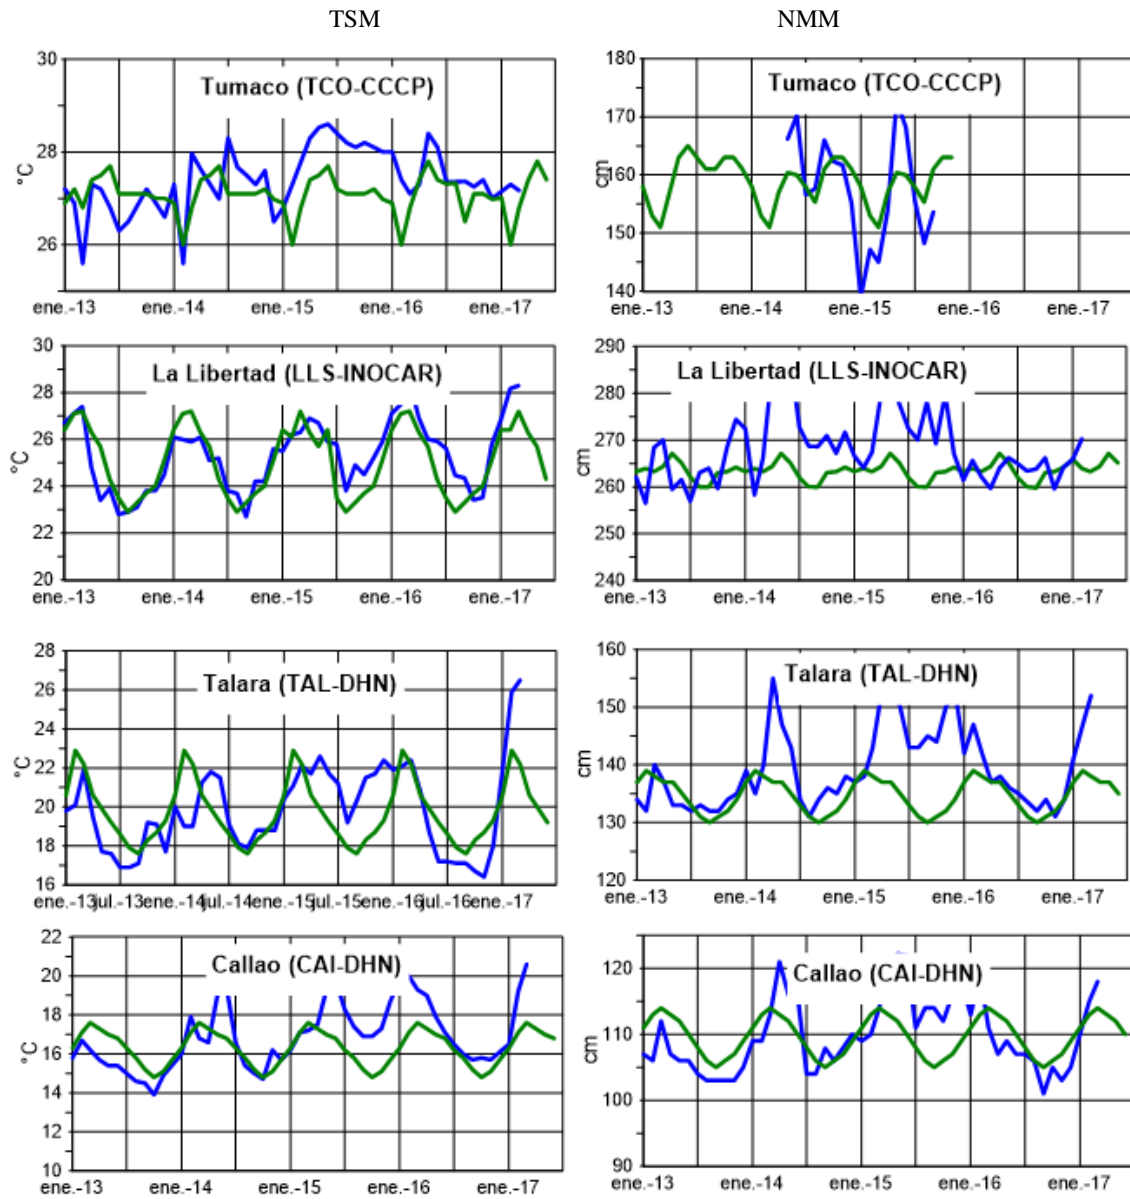 TSM NMM
30
28
26
°C
Tumaco (TCO-CCCP)
ene.-13 ene.-14 ene.-15 ene.-16 ene.-17
180
170
160
150
140
cm
Tumaco (TCO-CCCP)
ene.-13 ene.-14 ene.-15 ene.-16 ene.-17
30
28
26
24
22
20
°C
La Libertad (LLS-INOCAR)
ene.-13 ene.-14 ene.-15 ene.-16 ene.-17
290
280
270
260
250
240
cm
La Libertad (LLS-INOCAR)
ene.-13 ene.-14 ene.-15 ene.-16 ene.-17
28
26
24
22
20
18
16
°C
Talara (TAL-DHN)
ene.-13 jul.-13 ene.-14 jul.-14 ene.-15 jul.-15 ene.-16 jul.-16 ene.-17
160
150
140
130
120
cm
Talara (TAL-DHN)
ene.-13 ene.-14 ene.-15 ene.-16 ene.-17
22
20
18
16
14
12
10
°C
Callao (CAI-DHN)
ene.-13 ene.-14 ene.-15 ene.-16 ene.-17
120
110
100
90
cm
Callao (CAI-DHN)
ene.-13 ene.-14 ene.-15 ene.-16 ene.-17